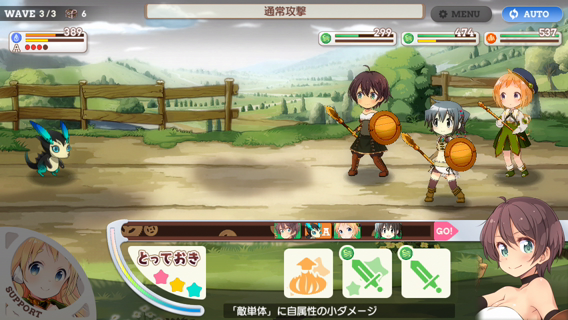 WAVE 3/3 6
通常攻撃
MENU
AUTO
389
A
299
474
537
A
GO!
とっておき
SUPPORT
「敵単体」に自属性の小ダメージ